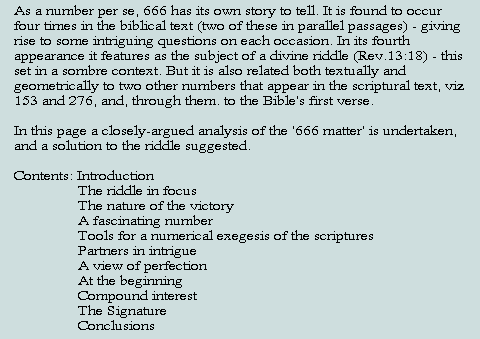 As a number per se, 666 has its own story to tell. It is found to occur
four times in the biblical text (two of these in parallel passages) - giving
rise to some intriguing questions on each occasion. In its fourth
appearance it features as the subject of a divine riddle (Rev.13:18) - this
set in a sombre context. But it is also related both textually and
geometrically to two other numbers that appear in the scriptural text, viz
153 and 276, and, through them. to the Bible's first verse.
In this page a closely-argued analysis of the '666 matter' is undertaken,
and a solution to the riddle suggested.
Contents: Introduction
The riddle in focus
The nature of the victory
A fascinating number
Tools for a numerical exegesis of the scriptures
Partners in intrigue
A view of perfection
At the beginning
Compound interest
The Signature
Conclusions